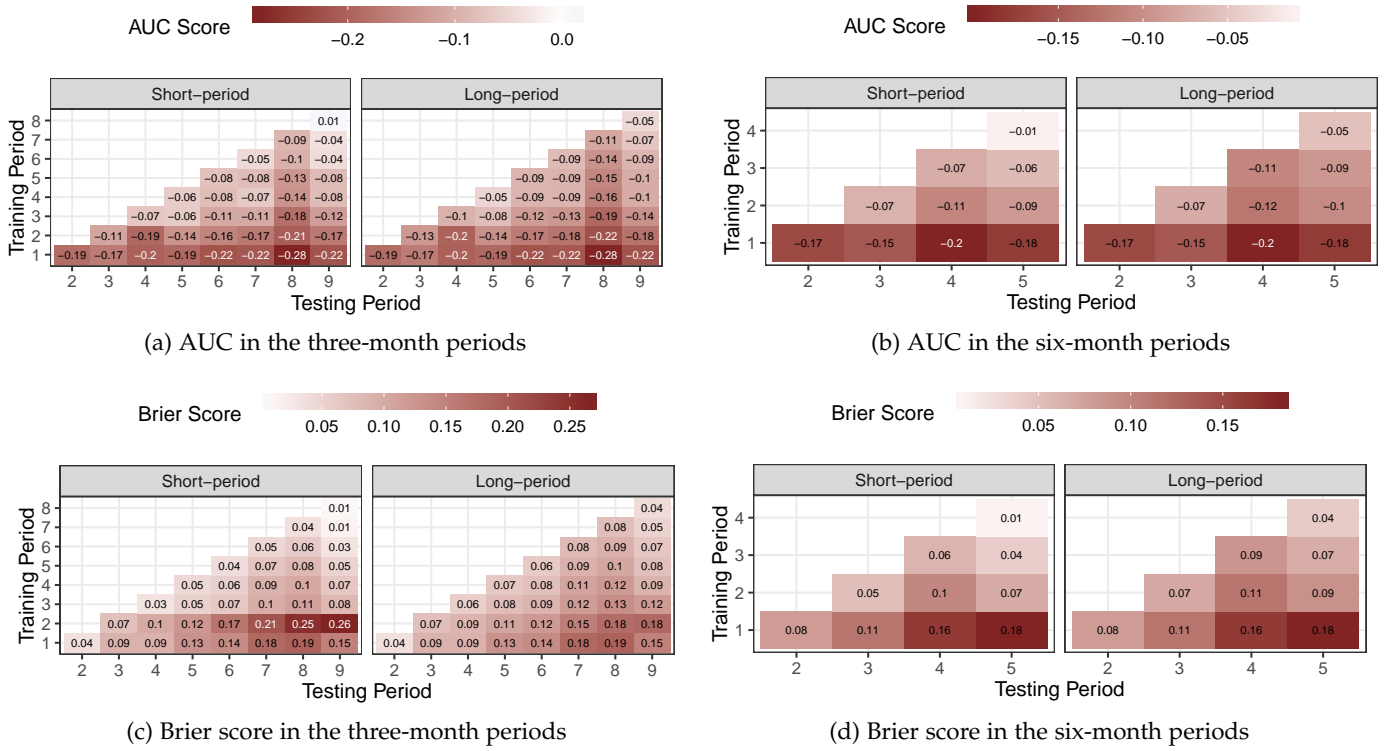 AUC Score
−0.2 −0.1 0.0
Short−period Long−period
Training Period
8 0.01 −0.05
7 −0.09 −0.04 −0.11 −0.07
6 −0.05 −0.1 −0.04 −0.09 −0.14 −0.09
5 −0.08 −0.08 −0.13 −0.08 −0.09 −0.09 −0.15 −0.1
4 −0.06 −0.08 −0.07 −0.14 −0.08 −0.05 −0.09 −0.09 −0.16 −0.1
3 −0.07 −0.06 −0.11 −0.11 −0.18 −0.12 −0.1 −0.08 −0.12 −0.13 −0.19 −0.14
2 −0.11 −0.19 −0.14 −0.16 −0.17 −0.21 −0.17 −0.13 −0.2 −0.14 −0.17 −0.18 −0.22 −0.18
1 −0.19 −0.17 −0.2 −0.19 −0.22 −0.22 −0.28 −0.22 −0.19 −0.17 −0.2 −0.19 −0.22 −0.22 −0.28 −0.22
2 3 4 5 6 7 8 9 2 3 4 5 6 7 8 9
Testing Period
(a) AUC in the three-month periods
AUC Score
−0.15 −0.10 −0.05
Short−period Long−period
Training Period
4 −0.01 −0.05
3 −0.07 −0.06 −0.11 −0.09
2 −0.07 −0.11 −0.09 −0.07 −0.12 −0.1
1 −0.17 −0.15 −0.2 −0.18 −0.17 −0.15 −0.2 −0.18
2 3 4 5 2 3 4 5
Testing Period
(b) AUC in the six-month periods
Brier Score
0.05 0.10 0.15 0.20 0.25
Short−period Long−period
Training Period
8 0.01 0.04
7 0.04 0.01 0.08 0.05
6 0.05 0.06 0.03 0.08 0.09 0.07
5 0.04 0.07 0.08 0.05 0.06 0.09 0.1 0.08
4 0.05 0.06 0.09 0.1 0.07 0.07 0.08 0.11 0.12 0.09
3 0.03 0.05 0.07 0.1 0.11 0.08 0.06 0.08 0.09 0.12 0.13 0.12
2 0.07 0.1 0.12 0.17 0.21 0.25 0.26 0.07 0.09 0.11 0.12 0.15 0.18 0.18
1 0.04 0.09 0.09 0.13 0.14 0.18 0.19 0.15 0.04 0.09 0.09 0.13 0.14 0.18 0.19 0.15
2 3 4 5 6 7 8 9 2 3 4 5 6 7 8 9
Testing Period
(c) Brier score in the three-month periods
Brier Score
0.05 0.10 0.15
Short−period Long−period
Training Period
4 0.01 0.04
3 0.06 0.04 0.09 0.07
2 0.05 0.1 0.07 0.07 0.11 0.09
1 0.08 0.11 0.16 0.18 0.08 0.11 0.16 0.18
2 3 4 5 2 3 4 5
Testing Period
(d) Brier score in the six-month periods